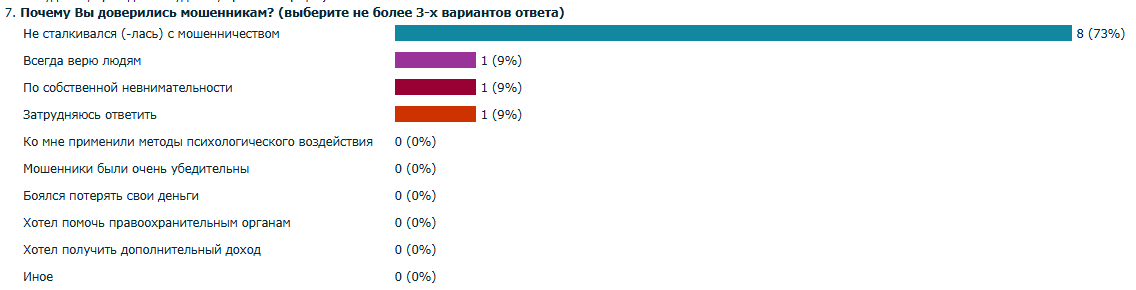 7. Почему Вы доверились мошенникам? (выберите не более 3-х вариантов ответа)
Не сталкивался (-лась) с мошенничеством 8 (73%)
Всегда верю людям 1 (9%)
По собственной невнимательности 1 (9%)
Затрудняюсь ответить 1 (9%)
Ко мне применили методы психологического воздействия 0 (0%)
Мошенники были очень убедительны 0 (0%)
Боялся потерять свои деньги 0 (0%)
Хотел помочь правоохранительным органам 0 (0%)
Хотел получить дополнительный доход 0 (0%)
Иное 0 (0%)